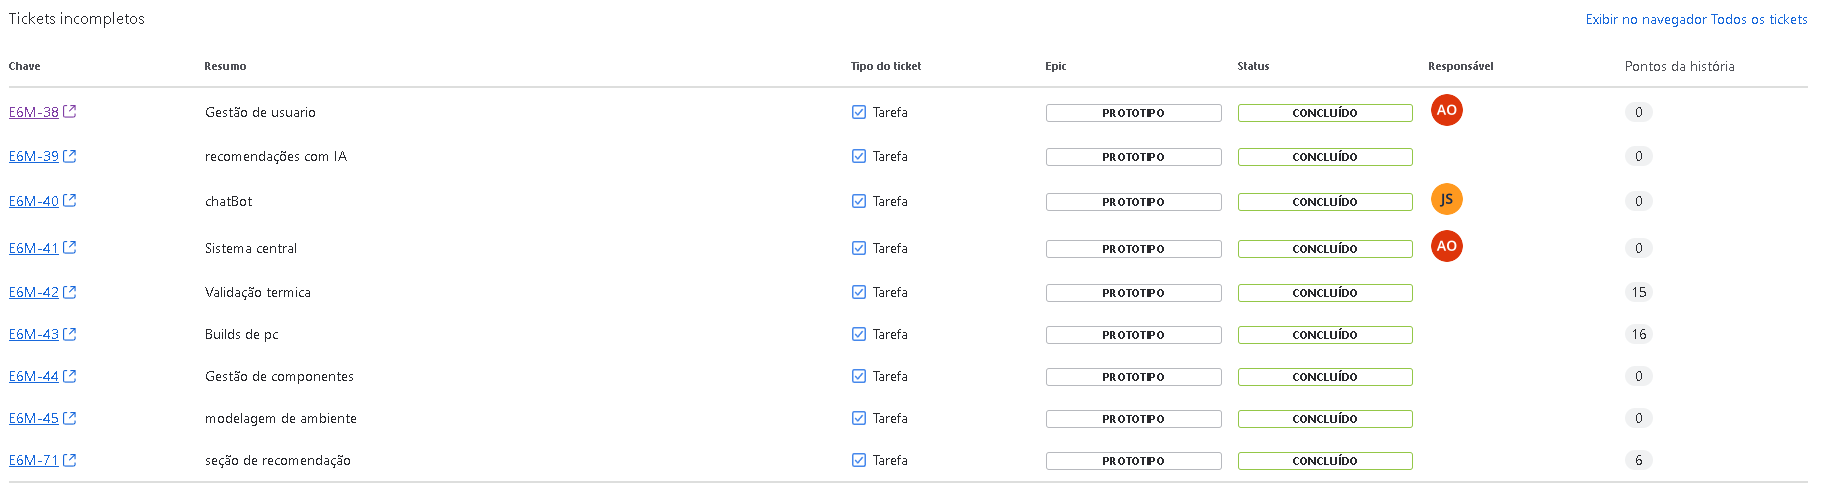 Tickets incompletos Exibir no navegador Todos os tickets
Chave Resumo Tipo do ticket Epic Status Responsável Pontos da história
E6M-38 Gestão de usuario Tarefa PROTOTIPO CONCLUÍDO AO 0
E6M-39 recomendações com IA Tarefa PROTOTIPO CONCLUÍDO 0
E6M-40 chatBot Tarefa PROTOTIPO CONCLUÍDO JS 0
E6M-41 Sistema central Tarefa PROTOTIPO CONCLUÍDO AO 0
E6M-42 Validação termica Tarefa PROTOTIPO CONCLUÍDO 15
E6M-43 Builds de pc Tarefa PROTOTIPO CONCLUÍDO 16
E6M-44 Gestão de componentes Tarefa PROTOTIPO CONCLUÍDO 0
E6M-45 modelagem de ambiente Tarefa PROTOTIPO CONCLUÍDO 0
E6M-71 seção de recomendação Tarefa PROTOTIPO CONCLUÍDO 6